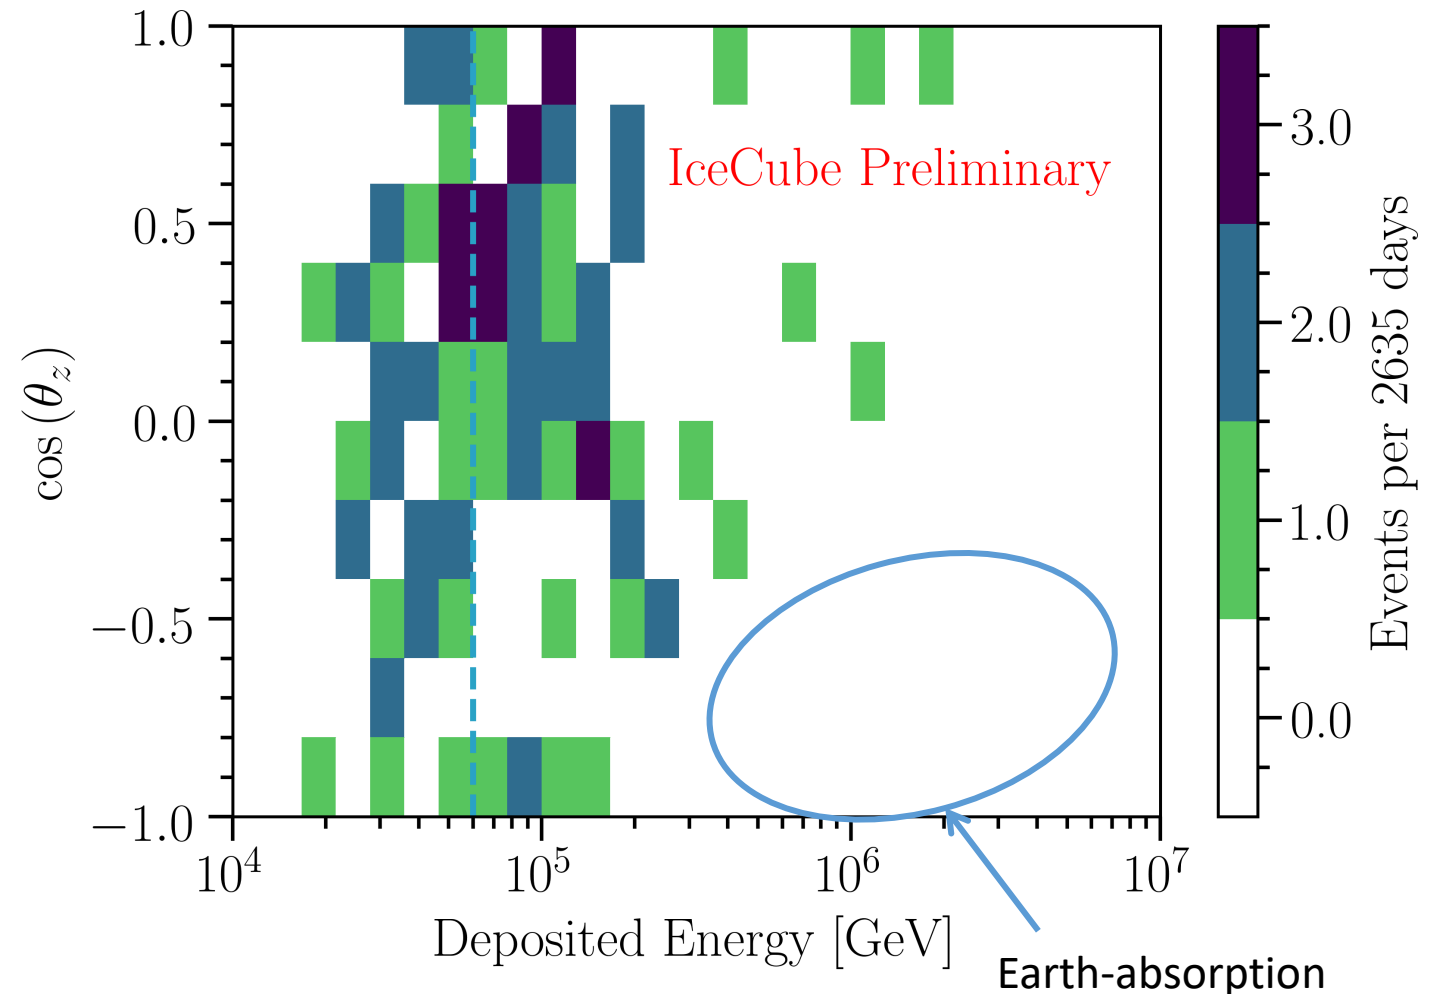 1.0
0.5
0.0
−0.5
−1.0
cos (θz)
IceCube Preliminary
10^4
10^5
10^6
10^7
Deposited Energy [GeV]
Earth-absorption
3.0
2.0
1.0
0.0
Events per 2635 days